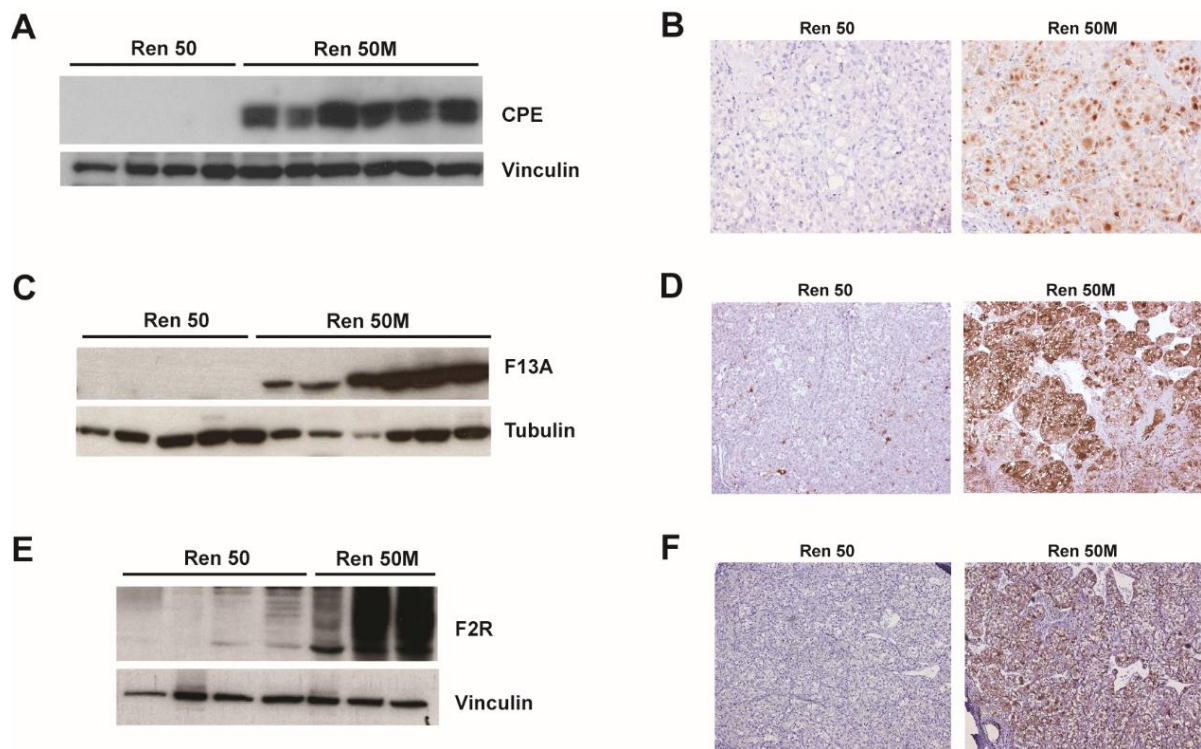 A
Ren 50
Ren 50M
CPE
Vinculin
B
Ren 50
Ren 50M
C
Ren 50
Ren 50M
F13A
Tubulin
D
Ren 50
Ren 50M
E
Ren 50
Ren 50M
F2R
Vinculin
F
Ren 50
Ren 50M